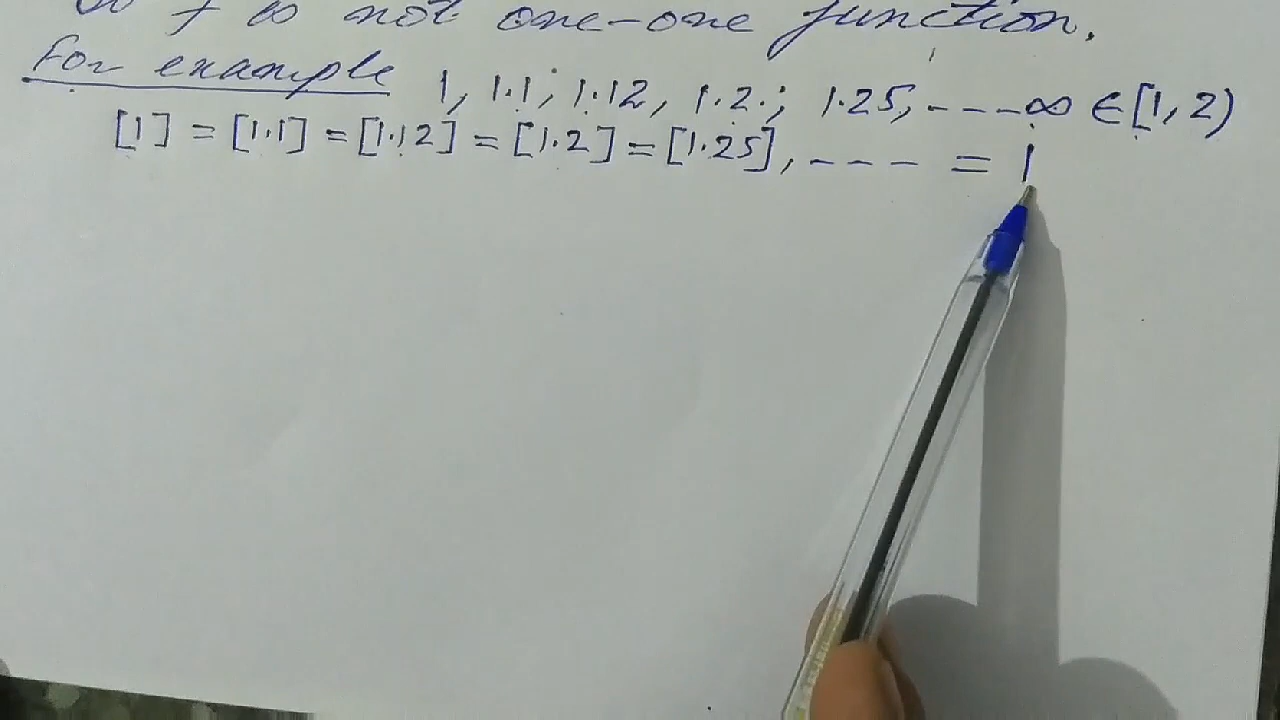 So f is not one-one function.
For example 1, 1.1, 1.12, 1.2, 1.25, ---- ∞ ∈ [1, 2)
[1] = [1.1] = [1.12] = [1.2] = [1.25], ---- = 1